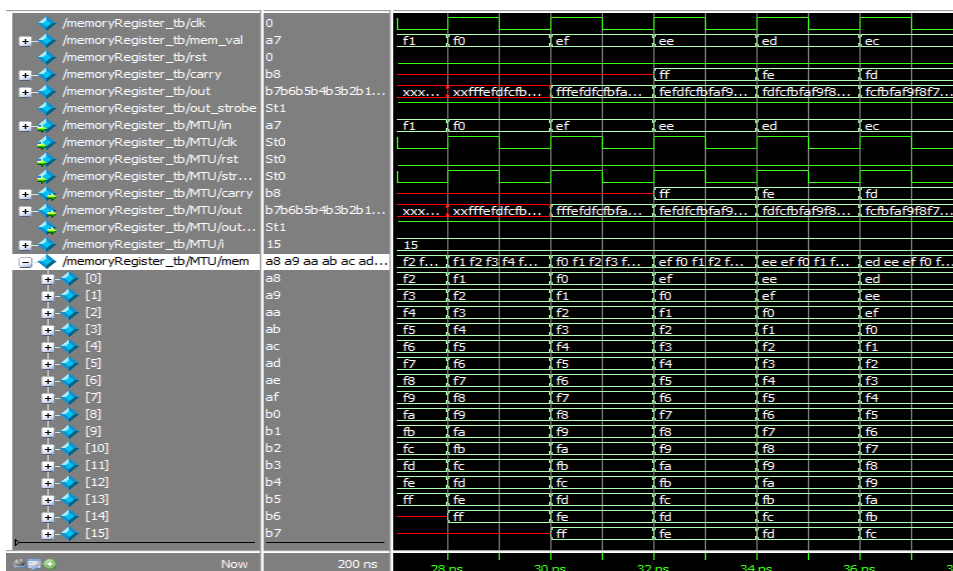 /memoryRegister_tb/clk 0
/memoryRegister_tb/mem_val a7 f1 f0 ef ee ed ec
/memoryRegister_tb/rst 0
/memoryRegister_tb/carry b8 ff fe fd
/memoryRegister_tb/out b7b6b5b4b3b2b1... xxx... xxfffefdfcfb... fffefdfcfbfa... fefdfcfbfaf9... fdfcfbfaf9f8... fcfbfaf9f8f7...
/memoryRegister_tb/out_strobe St1
/memoryRegister_tb/MTU/in a7 f1 f0 ef ee ed ec
/memoryRegister_tb/MTU/clk St0
/memoryRegister_tb/MTU/rst St0
/memoryRegister_tb/MTU/str... St0
/memoryRegister_tb/MTU/carry b8 ff fe fd
/memoryRegister_tb/MTU/out b7b6b5b4b3b2b1... xxx... xxfffefdfcfb... fffefdfcfbfa... fefdfcfbfaf9... fdfcfbfaf9f8... fcfbfaf9f8f7...
/memoryRegister_tb/MTU/out... St1
/memoryRegister_tb/MTU/i 15 15
/memoryRegister_tb/MTU/mem a8 a9 aa ab ac ad... f2 f... f1 f2 f3 f4 f... f0 f1 f2 f3 f... ef f0 f1 f2 f... ee ef f0 f1 f... ed ee ef f0 f...
[0] a8 f2 f1 f0 ef ee ed
[1] a9 f3 f2 f1 f0 ef ee
[2] aa f4 f3 f2 f1 f0 ef
[3] ab f5 f4 f3 f2 f1 f0
[4] ac f6 f5 f4 f3 f2 f1
[5] ad f7 f6 f5 f4 f3 f2
[6] ae f8 f7 f6 f5 f4 f3
[7] af f9 f8 f7 f6 f5 f4
[8] b0 fa f9 f8 f7 f6 f5
[9] b1 fb fa f9 f8 f7 f6
[10] b2 fc fb fa f9 f8 f7
[11] b3 fd fc fb fa f9 f8
[12] b4 fe fd fc fb fa f9
[13] b5 ff fe fd fc fb fa
[14] b6 ff fe fd fc fb
[15] b7 ff fe fd fc
Now 200 ns 28 ns 30 ns 32 ns 34 ns 36 ns